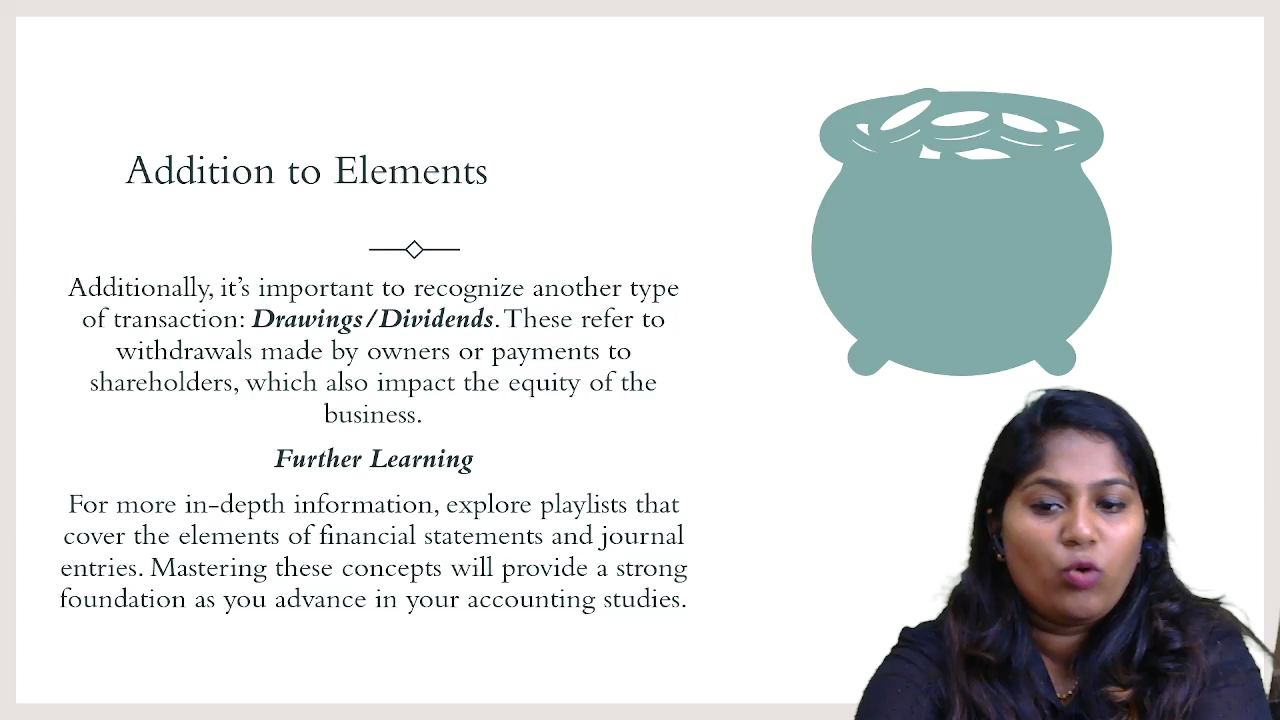 Addition to Elements
Additionally, it’s important to recognize another type
of transaction: Drawings/Dividends. These refer to
withdrawals made by owners or payments to
shareholders, which also impact the equity of the
business.
Further Learning
For more in-depth information, explore playlists that
cover the elements of financial statements and journal
entries. Mastering these concepts will provide a strong
foundation as you advance in your accounting studies.